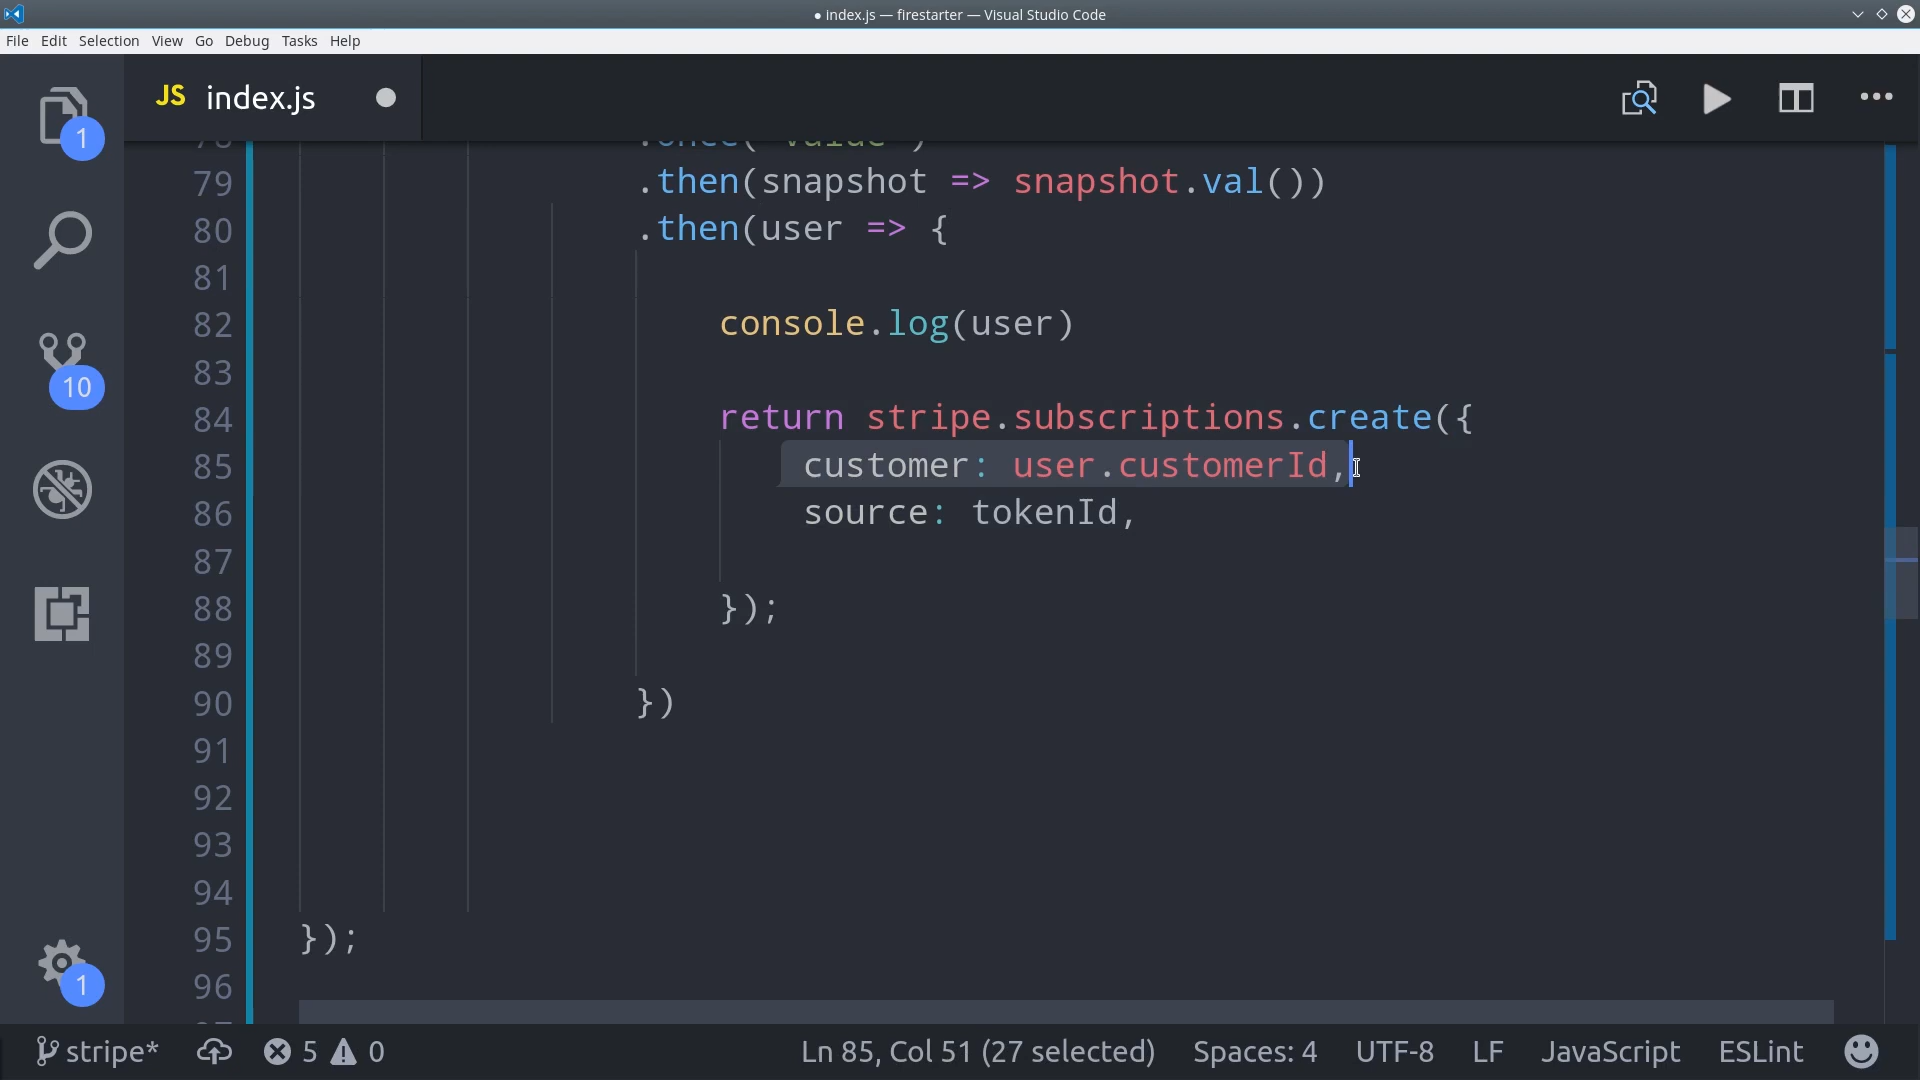 ● index.js — firestarter — Visual Studio Code
File Edit Selection View Go Debug Tasks Help
1 JS index.js
78 .once('value')
79 .then(snapshot => snapshot.val())
80 .then(user => {
81
82 console.log(user)
83
10
84 return stripe.subscriptions.create({
85 customer: user.customerId,
86 source: tokenId,
87
88 });
89
90 })
91
92
93
94
95 });
1
96
stripe* 5 0 Ln 85, Col 51 (27 selected) Spaces: 4 UTF-8 LF JavaScript ESLint